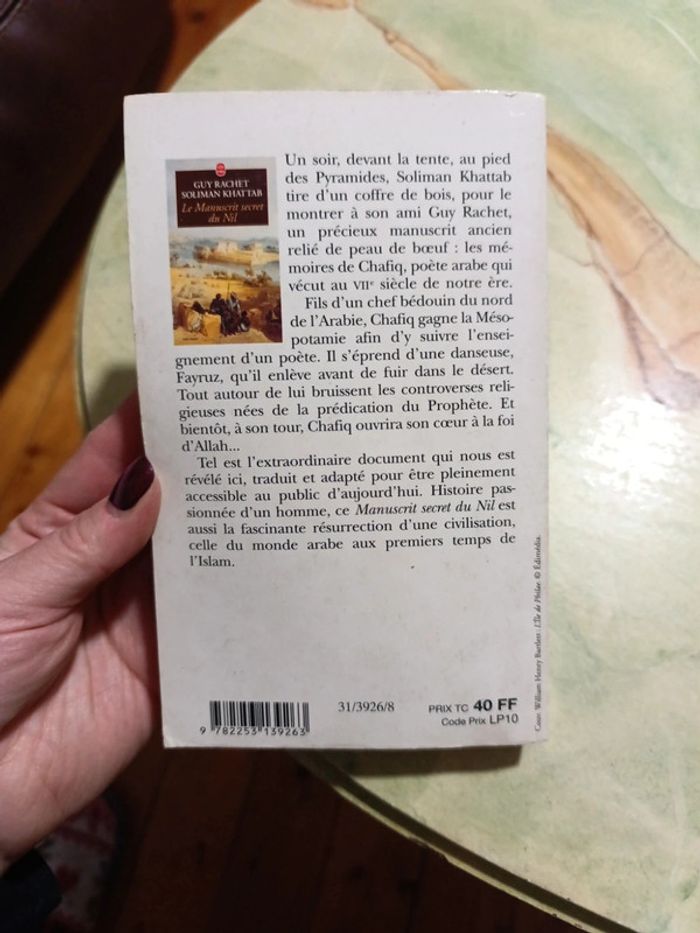 GUY RACHET
SOLIMAN KHATTAB
Le Manuscrit secret
du Nil
Un soir, devant la tente, au pied
des Pyramides, Soliman Khattab
tire d'un coffre de bois, pour le
montrer à son ami Guy Rachet,
un précieux manuscrit ancien
relié de peau de bœuf : les mé-
moires de Chafiq, poète arabe qui
vécut au VIIe siècle de notre ère.
Fils d'un chef bédouin du nord
de l'Arabie, Chafiq gagne la Méso-
potamie afin d'y suivre l'ensei-
gnement d'un poète. Il s'éprend d'une danseuse,
Fayruz, qu'il enlève avant de fuir dans le désert.
Tout autour de lui bruissent les controverses reli-
gieuses nées de la prédication du Prophète. Et
bientôt, à son tour, Chafiq ouvrira son cœur à la foi
d'Allah...
Tel est l'extraordinaire document qui nous est
révélé ici, traduit et adapté pour être pleinement
accessible au public d'aujourd'hui. Histoire pas-
sionnée d'un homme, ce Manuscrit secret du Nil est
aussi la fascinante résurrection d'une civilisation,
celle du monde arabe aux premiers temps de
l'Islam.
Couv. William Henry Bartlett : L'Île de Philae. © Édimédia.
9 782253 139263
31/3926/8
PRIX TC 40 FF
Code Prix LP10